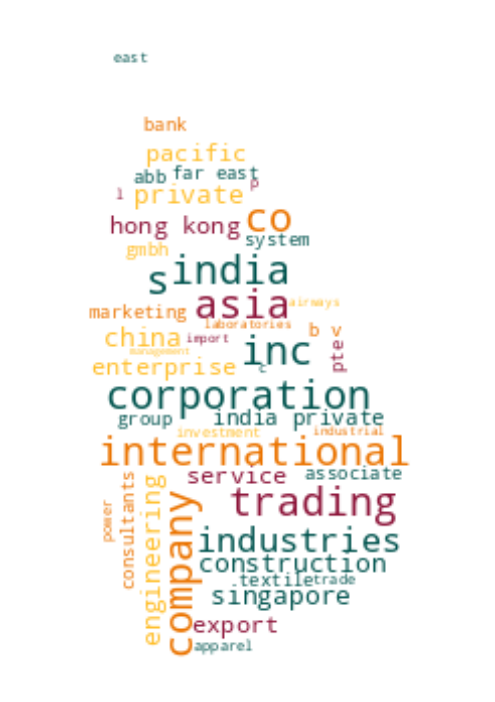 east
bank
pacific
abb far east
l private p
hong kong co
system
gmbh
s india
asia airways
marketing
laboratories
b v
china import
inc
pte
management
enterprise c
corporation
group india private
investment industrial
international
service associate
trading
power
consultants
engineering
company
industries
construction
textile trade
singapore
export
apparel